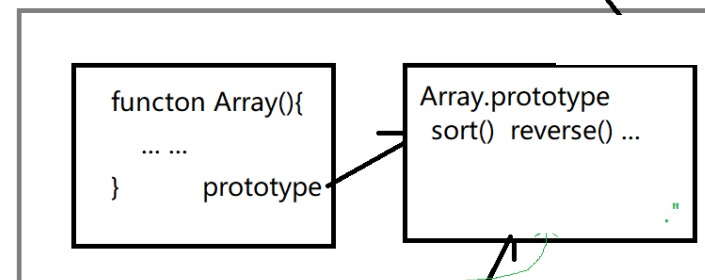 functon Array(){
... ...
} prototype
Array.prototype
sort() reverse() ...
."